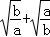 √(b/a) + √(a/b)